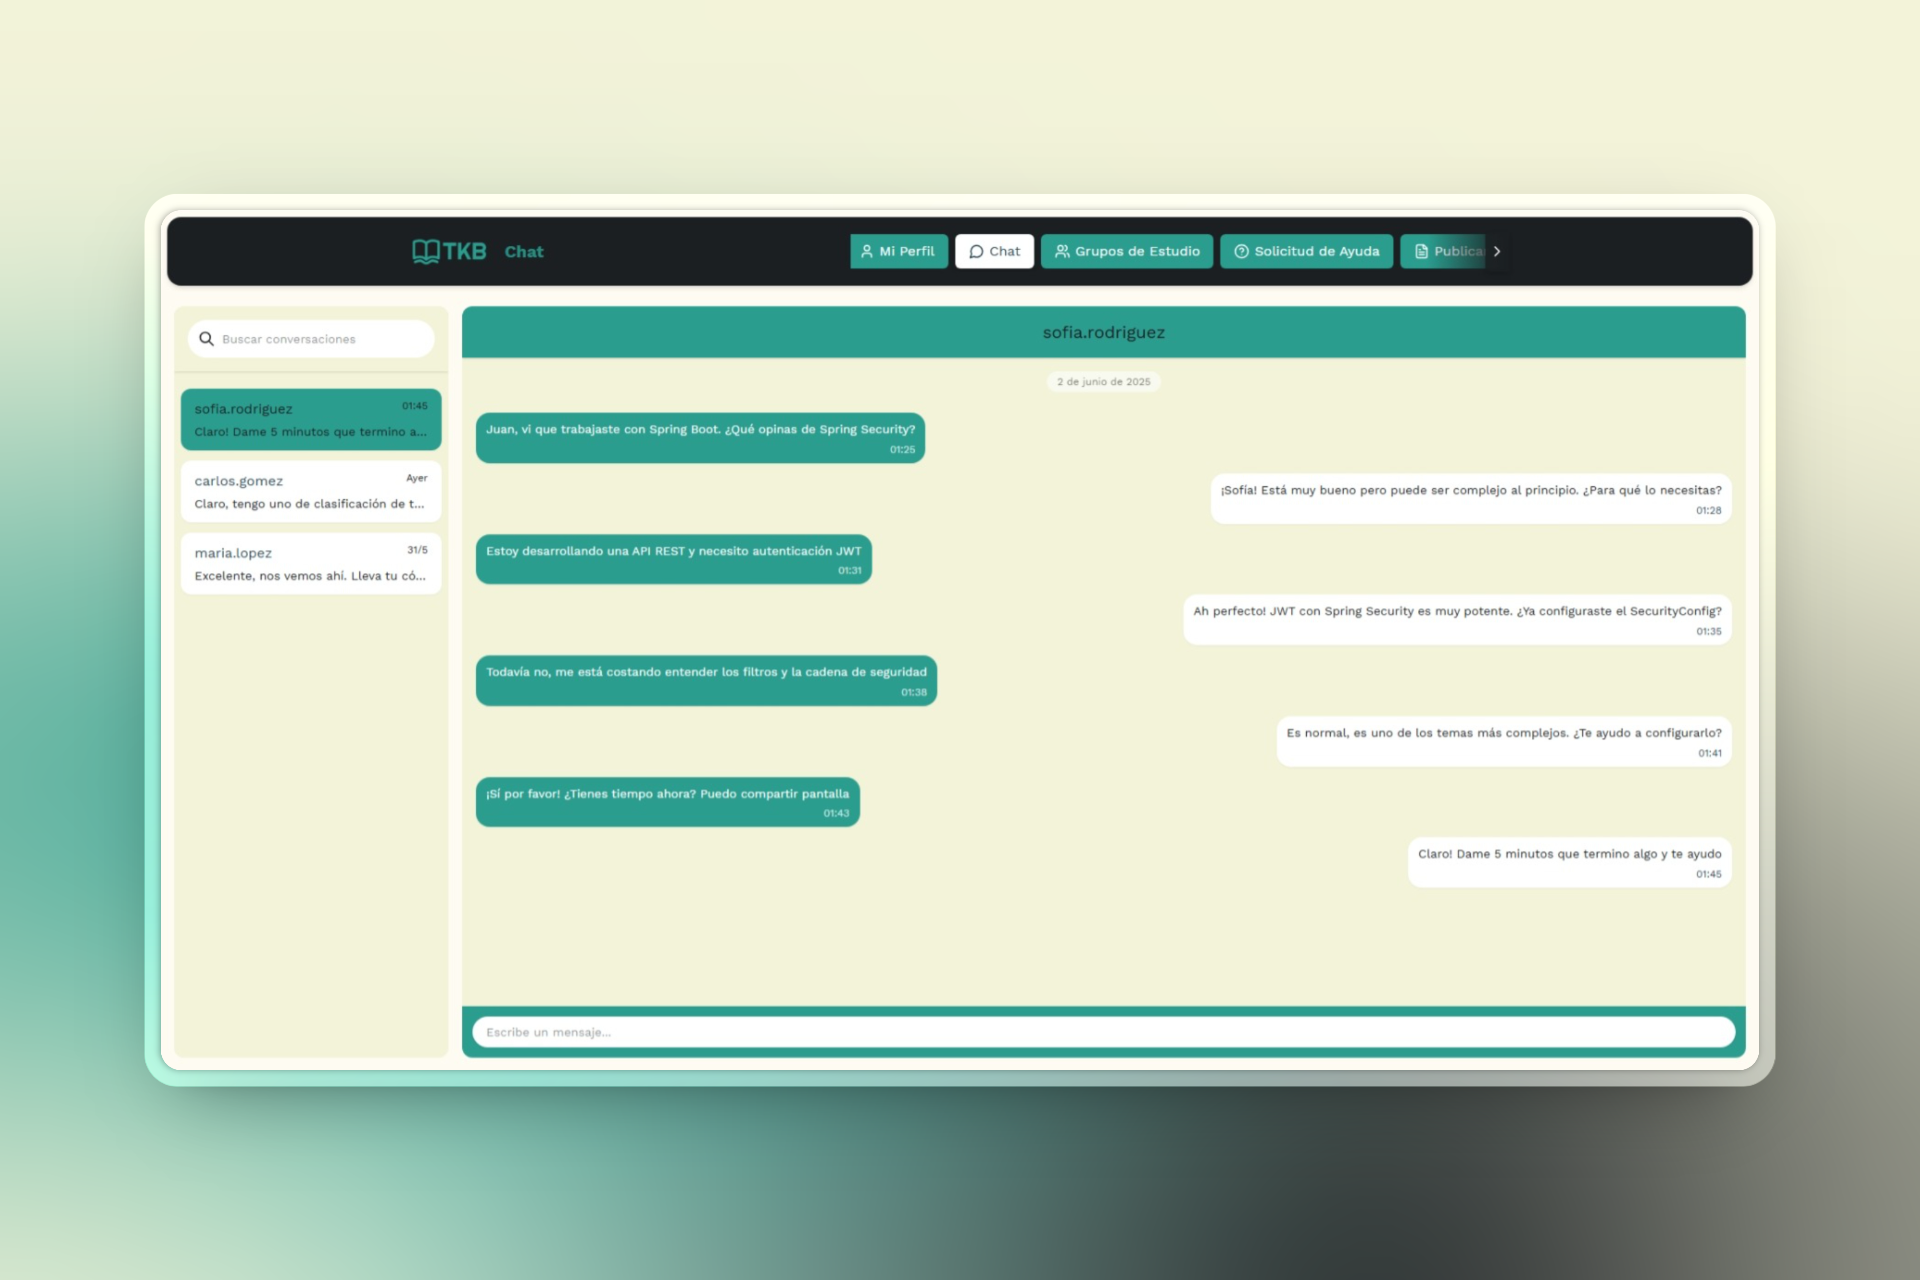 TKB Chat
Mi Perfil
Chat
Grupos de Estudio
Solicitud de Ayuda
Publica
Buscar conversaciones
sofia.rodriguez 01:45
Claro! Dame 5 minutos que termino a...
carlos.gomez Ayer
Claro, tengo uno de clasificación de t...
maria.lopez 31/5
Excelente, nos vemos ahí. Lleva tu có...
sofia.rodriguez
2 de junio de 2025
Juan, vi que trabajaste con Spring Boot. ¿Qué opinas de Spring Security?
01:25
¡Sofía! Está muy bueno pero puede ser complejo al principio. ¿Para qué lo necesitas?
01:28
Estoy desarrollando una API REST y necesito autenticación JWT
01:31
Ah perfecto! JWT con Spring Security es muy potente. ¿Ya configuraste el SecurityConfig?
01:35
Todavía no, me está costando entender los filtros y la cadena de seguridad
01:38
Es normal, es uno de los temas más complejos. ¿Te ayudo a configurarlo?
01:41
¡Sí por favor! ¿Tienes tiempo ahora? Puedo compartir pantalla
01:43
Claro! Dame 5 minutos que termino algo y te ayudo
01:45
Escribe un mensaje...